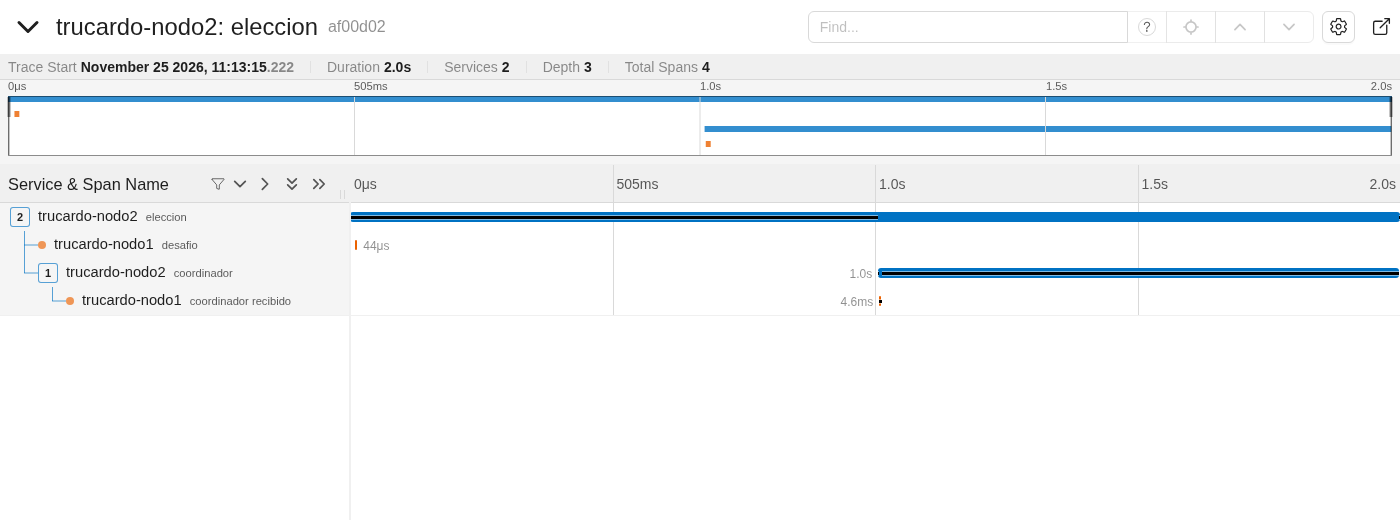 trucardo-nodo2: eleccion af00d02
Find...
?
Trace Start November 25 2026, 11:13:15.222 Duration 2.0s Services 2 Depth 3 Total Spans 4
0μs 505ms 1.0s 1.5s 2.0s
Service & Span Name 0μs 505ms 1.0s 1.5s 2.0s
2 trucardo-nodo2 eleccion
trucardo-nodo1 desafio 44μs
1 trucardo-nodo2 coordinador 1.0s
trucardo-nodo1 coordinador recibido 4.6ms